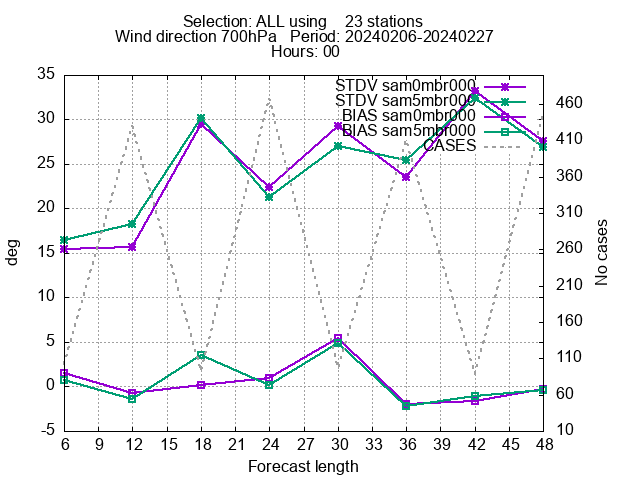 Selection: ALL using    23 stations
Wind direction 700hPa   Period: 20240206-20240227
Hours: 00
STDV sam0mbr000
STDV sam5mbr000
BIAS sam0mbr000
BIAS sam5mbr000
CASES
35
30
25
20
15
10
5
0
-5
deg
460
410
360
310
260
210
160
110
60
10
No cases
6 9 12 15 18 21 24 27 30 33 36 39 42 45 48
Forecast length